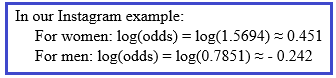 In our Instagram example:
For women: log(odds) = log(1.5694) ≈ 0.451
For men: log(odds) = log(0.7851) ≈ - 0.242